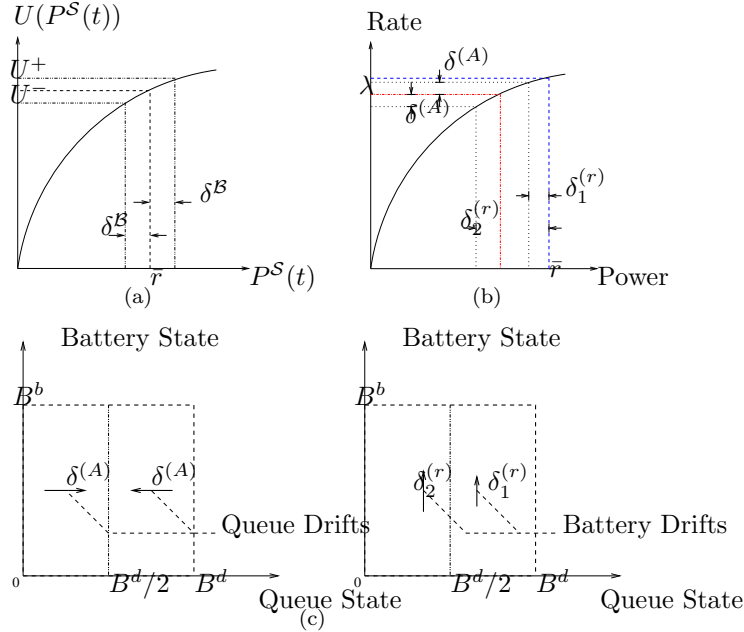 U(P^S(t))
U^+
U^-
δ^B
δ^B
r̄
P^S(t)
(a)
Rate
δ^(A)
λ
δ^(A)
δ_1^(r)
δ_2^(r)
r̄
Power
(b)
Battery State
B^b
δ^(A)
δ^(A)
Queue Drifts
0
B^d/2
B^d
Queue State
Battery State
B^b
δ_2^(r)
δ_1^(r)
Battery Drifts
0
B^d/2
B^d
Queue State
(c)